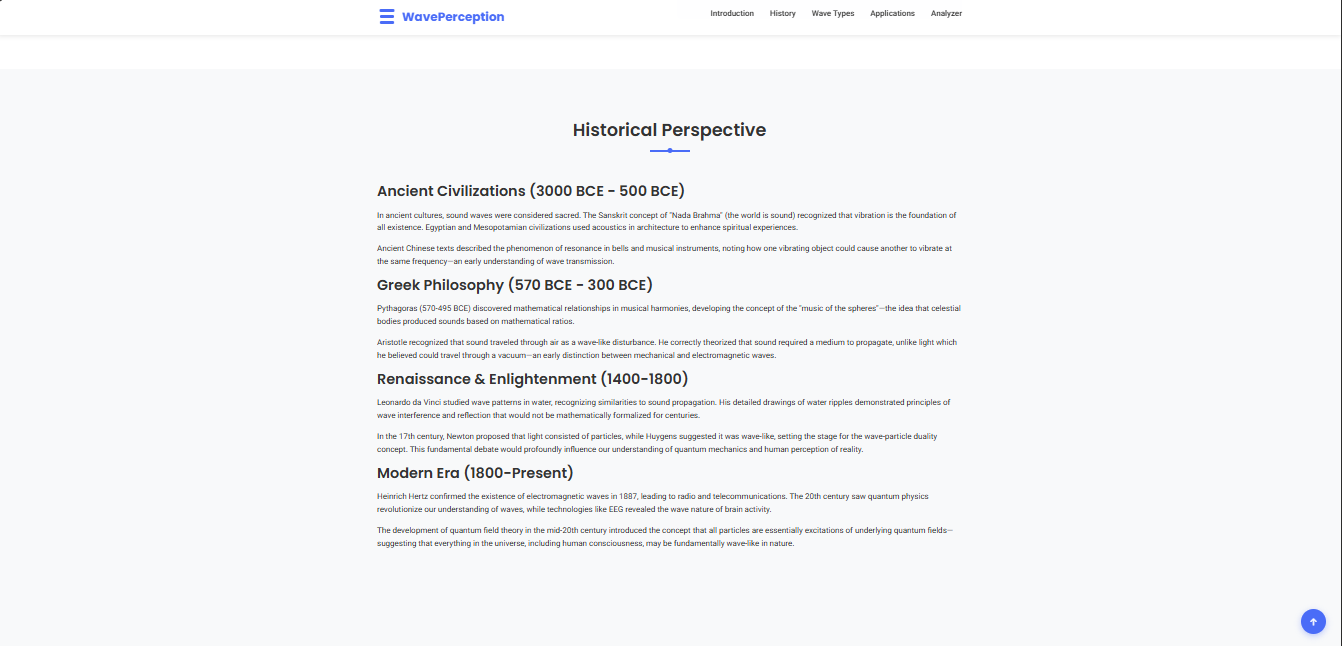 WavePerception
Introduction History Wave Types Applications Analyzer
Historical Perspective
Ancient Civilizations (3000 BCE - 500 BCE)
In ancient cultures, sound waves were considered sacred. The Sanskrit concept of "Nada Brahma" (the world is sound) recognized that vibration is the foundation of
all existence. Egyptian and Mesopotamian civilizations used acoustics in architecture to enhance spiritual experiences.
Ancient Chinese texts described the phenomenon of resonance in bells and musical instruments, noting how one vibrating object could cause another to vibrate at
the same frequency—an early understanding of wave transmission.
Greek Philosophy (570 BCE - 300 BCE)
Pythagoras (570-495 BCE) discovered mathematical relationships in musical harmonies, developing the concept of the "music of the spheres"—the idea that celestial
bodies produced sounds based on mathematical ratios.
Aristotle recognized that sound traveled through air as a wave-like disturbance. He correctly theorized that sound required a medium to propagate, unlike light which
he believed could travel through a vacuum—an early distinction between mechanical and electromagnetic waves.
Renaissance & Enlightenment (1400-1800)
Leonardo da Vinci studied wave patterns in water, recognizing similarities to sound propagation. His detailed drawings of water ripples demonstrated principles of
wave interference and reflection that would not be mathematically formalized for centuries.
In the 17th century, Newton proposed that light consisted of particles, while Huygens suggested it was wave-like, setting the stage for the wave-particle duality
concept. This fundamental debate would profoundly influence our understanding of quantum mechanics and human perception of reality.
Modern Era (1800-Present)
Heinrich Hertz confirmed the existence of electromagnetic waves in 1887, leading to radio and telecommunications. The 20th century saw quantum physics
revolutionize our understanding of waves, while technologies like EEG revealed the wave nature of brain activity.
The development of quantum field theory in the mid-20th century introduced the concept that all particles are essentially excitations of underlying quantum fields—
suggesting that everything in the universe, including human consciousness, may be fundamentally wave-like in nature.